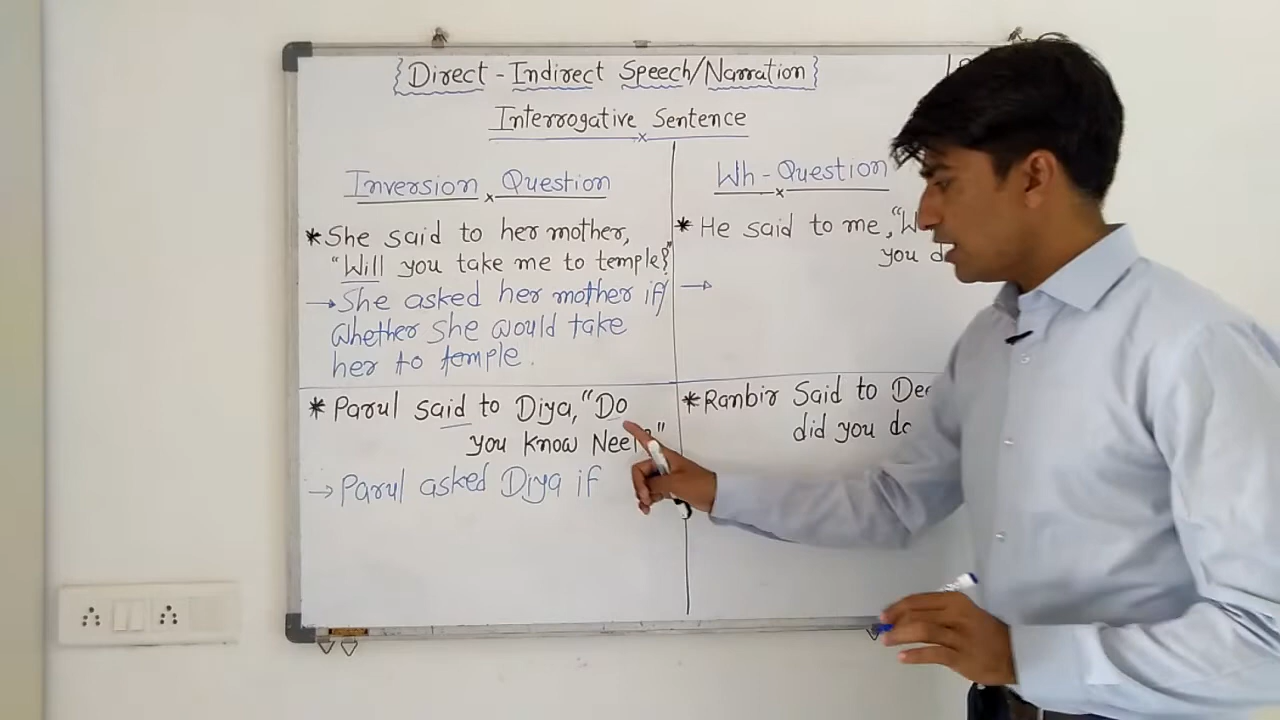 {Direct - Indirect Speech/Narration}
Interrogative Sentence
Inversion Question
* She said to her mother,
"Will you take me to temple?"
→ She asked her mother if/
whether she would take
her to temple.
* Parul said to Diya, "Do
you know
→ Parul asked Diya if
Wh - Question
* He said to me,
you
→
* Ranbir Said to
did you